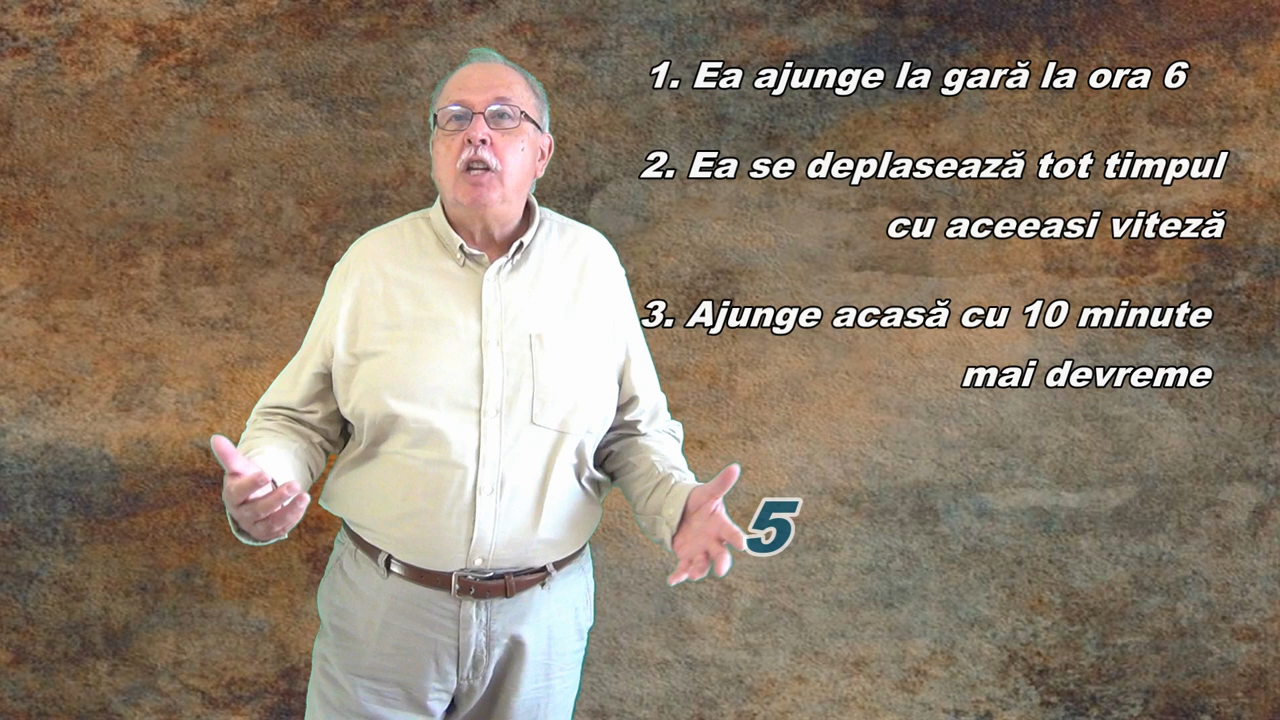 1. Ea ajunge la gară la ora 6
2. Ea se deplasează tot timpul
cu aceeasi viteză
3. Ajunge acasă cu 10 minute
mai devreme
5